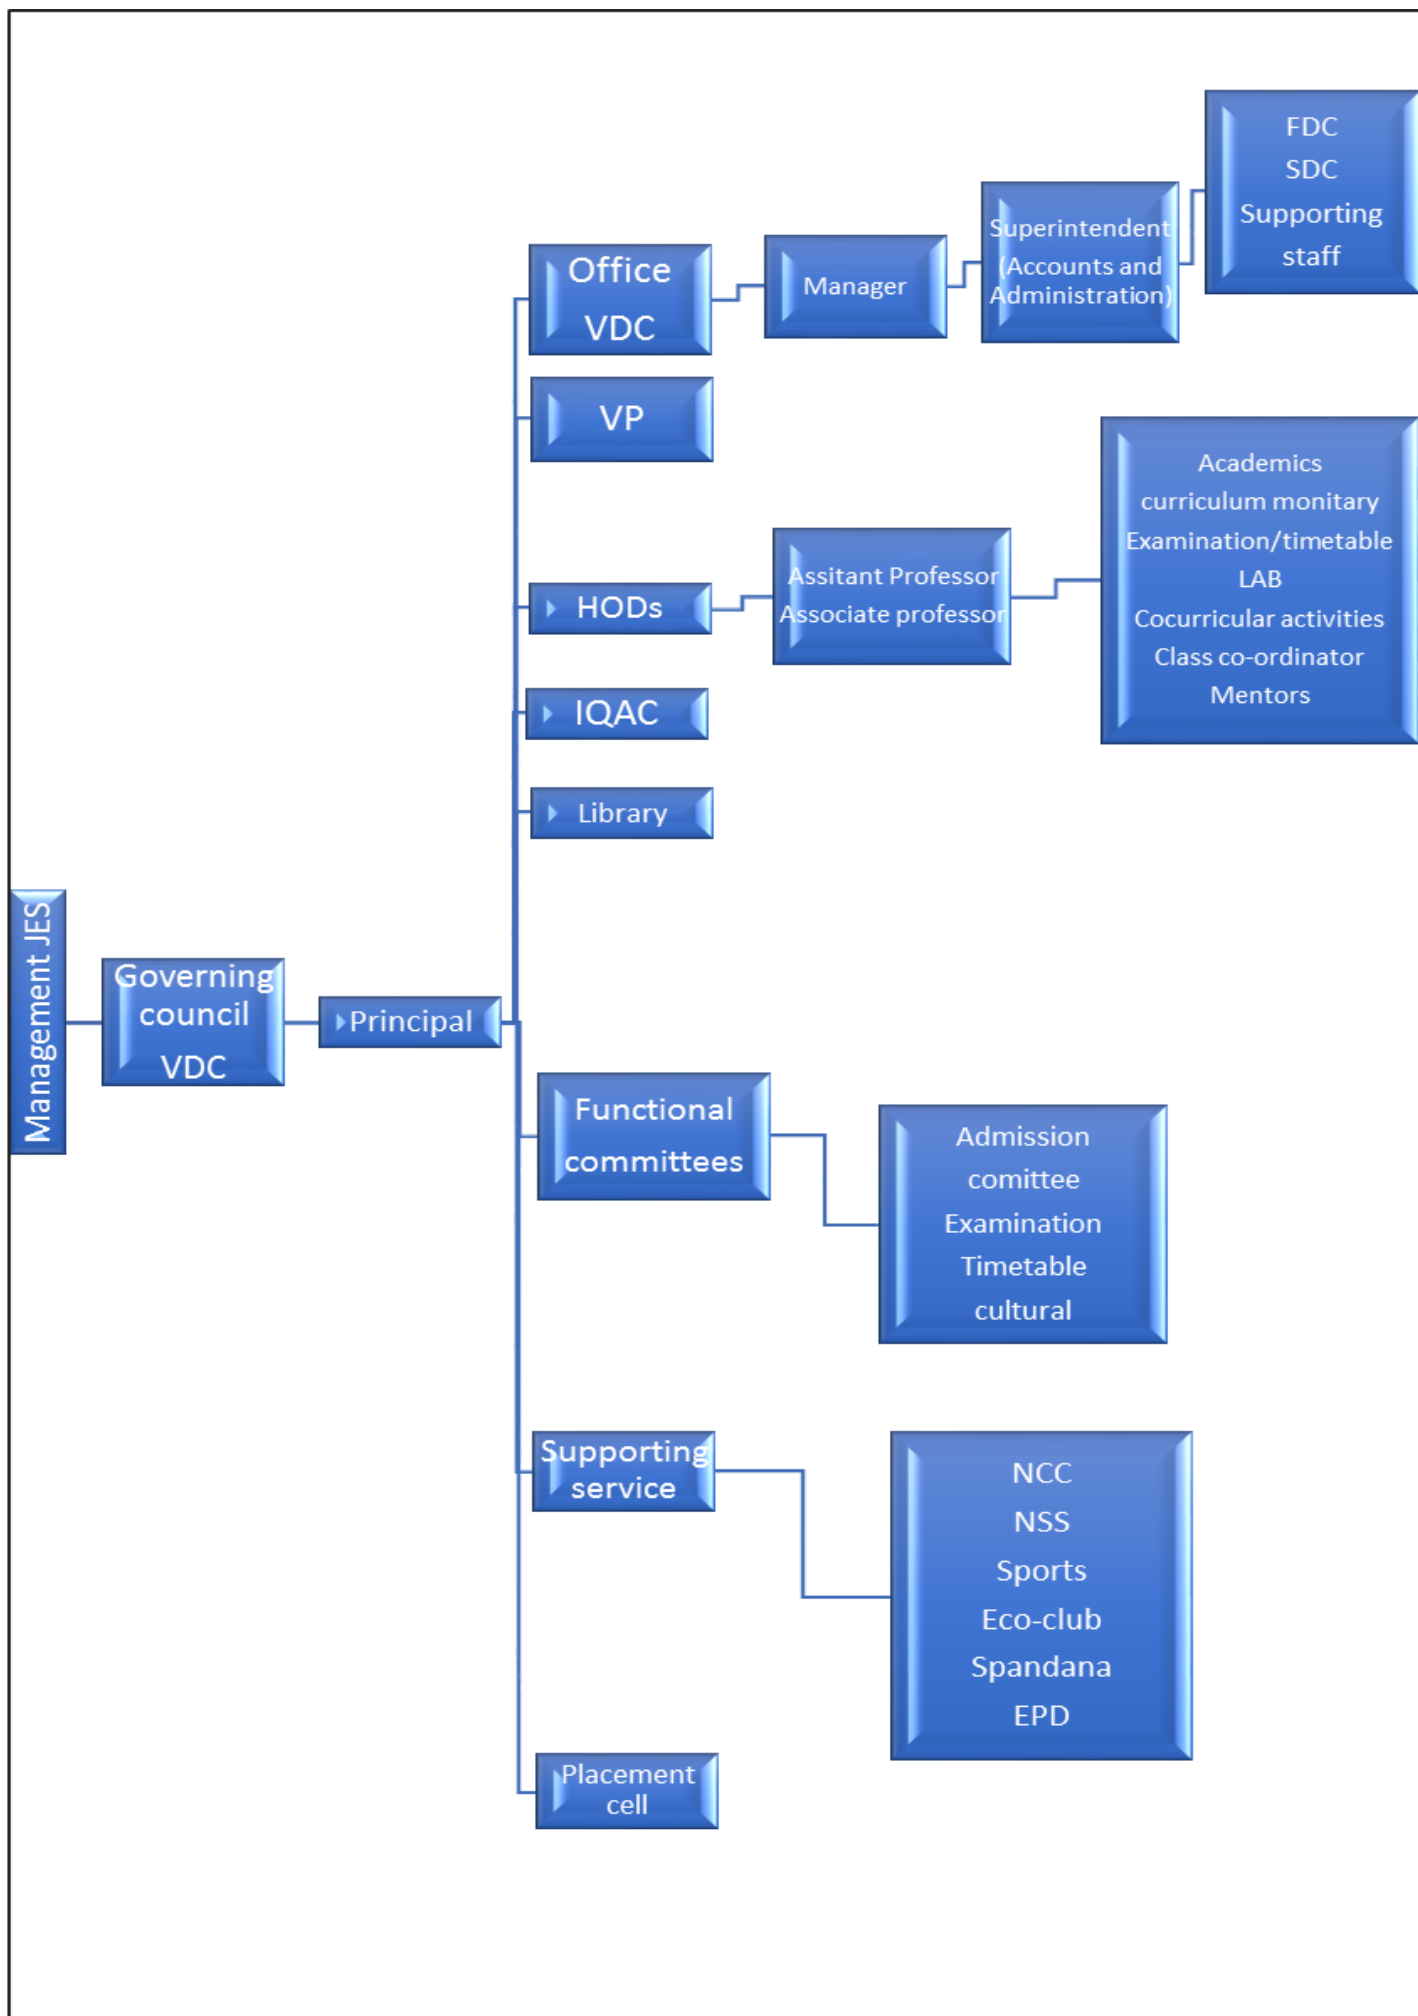 Management JES
Governing
council
VDC
Principal
Office
VDC
Manager
Superintendent
(Accounts and
Administration)
FDC
SDC
Supporting
staff
VP
HODs
Assitant Professor
Associate professor
Academics
curriculum monitary
Examination/timetable
LAB
Cocurricular activities
Class co-ordinator
Mentors
IQAC
Library
Functional
committees
Admission
comittee
Examination
Timetable
cultural
Supporting
service
NCC
NSS
Sports
Eco-club
Spandana
EPD
Placement
cell